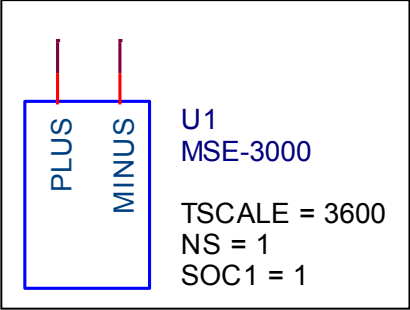 PLUS
MINUS
U1
MSE-3000
TSCALE = 3600
NS = 1
SOC1 = 1